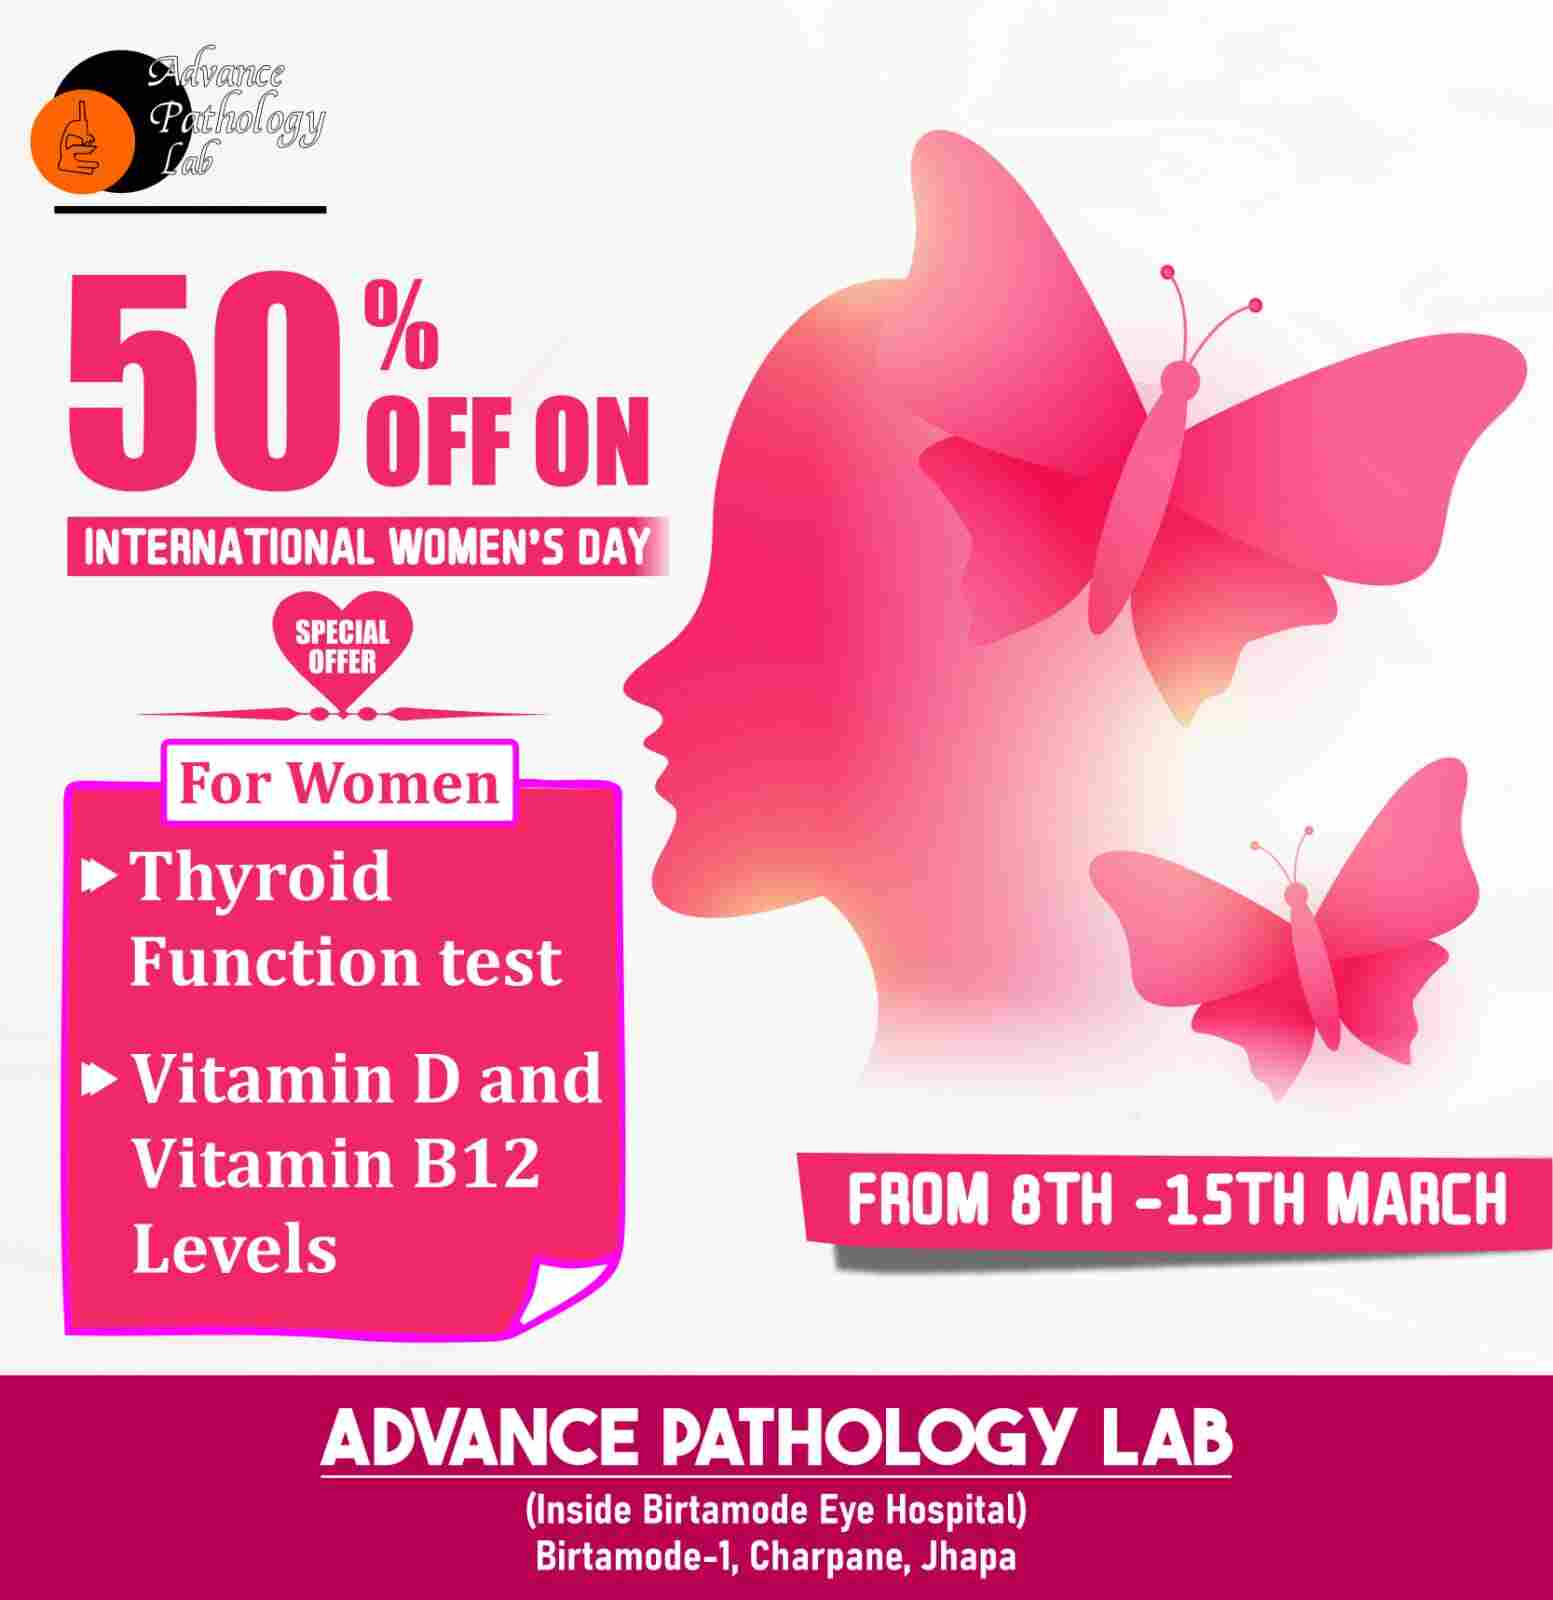 Advance
Pathology
Lab
50%
OFF ON
INTERNATIONAL WOMEN'S DAY
SPECIAL
OFFER
For Women
Thyroid
Function test
Vitamin D and
Vitamin B12
Levels
FROM 8TH -15TH MARCH
ADVANCE PATHOLOGY LAB
(Inside Birtamode Eye Hospital)
Birtamode-1, Charpane, Jhapa